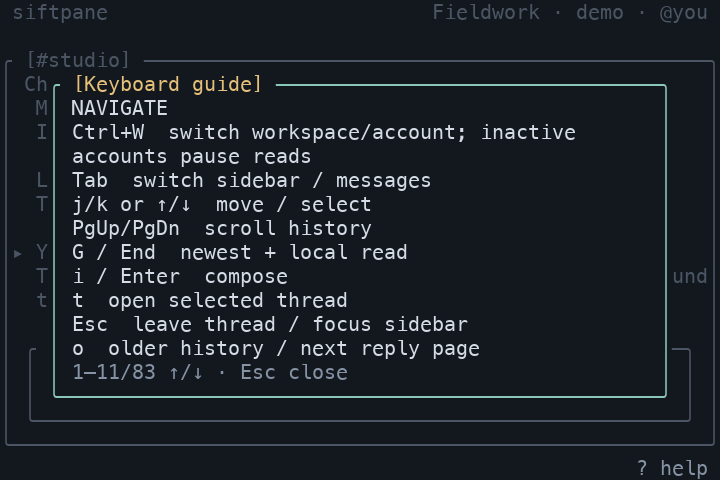 siftpane Fieldwork · demo · @you
[#studio]
Ch
[Keyboard guide]
M
NAVIGATE
I
Ctrl+W  switch workspace/account; inactive
accounts pause reads
L
Tab  switch sidebar / messages
T
j/k or ↑/↓  move / select
PgUp/PgDn  scroll history
▸ Y
G / End  newest + local read
T
i / Enter  compose
und
t
t  open selected thread
Esc  leave thread / focus sidebar
o  older history / next reply page
1–11/83 ↑/↓ · Esc close
? help